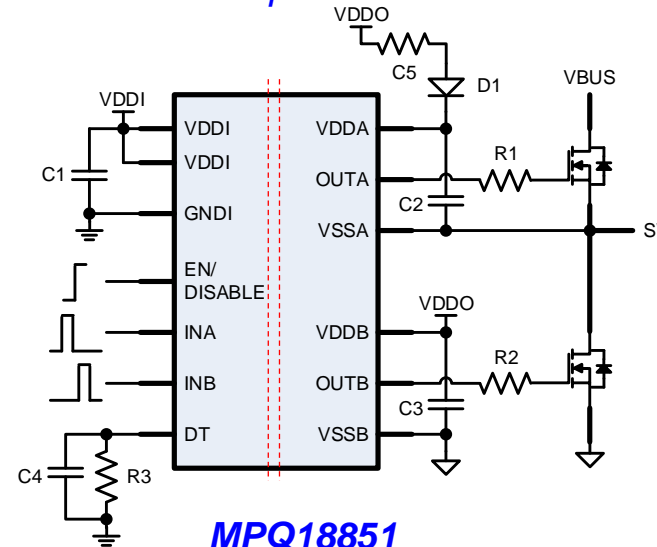 VDDO
C5
D1
VBUS
VDDI
VDDI
VDDA
R1
VDDI
C1
OUTA
C2
GNDI
VSSA
EN/
DISABLE
VDDO
INA
VDDB
R2
INB
OUTB
C3
DT
VSSB
C4
R3
MPQ18851